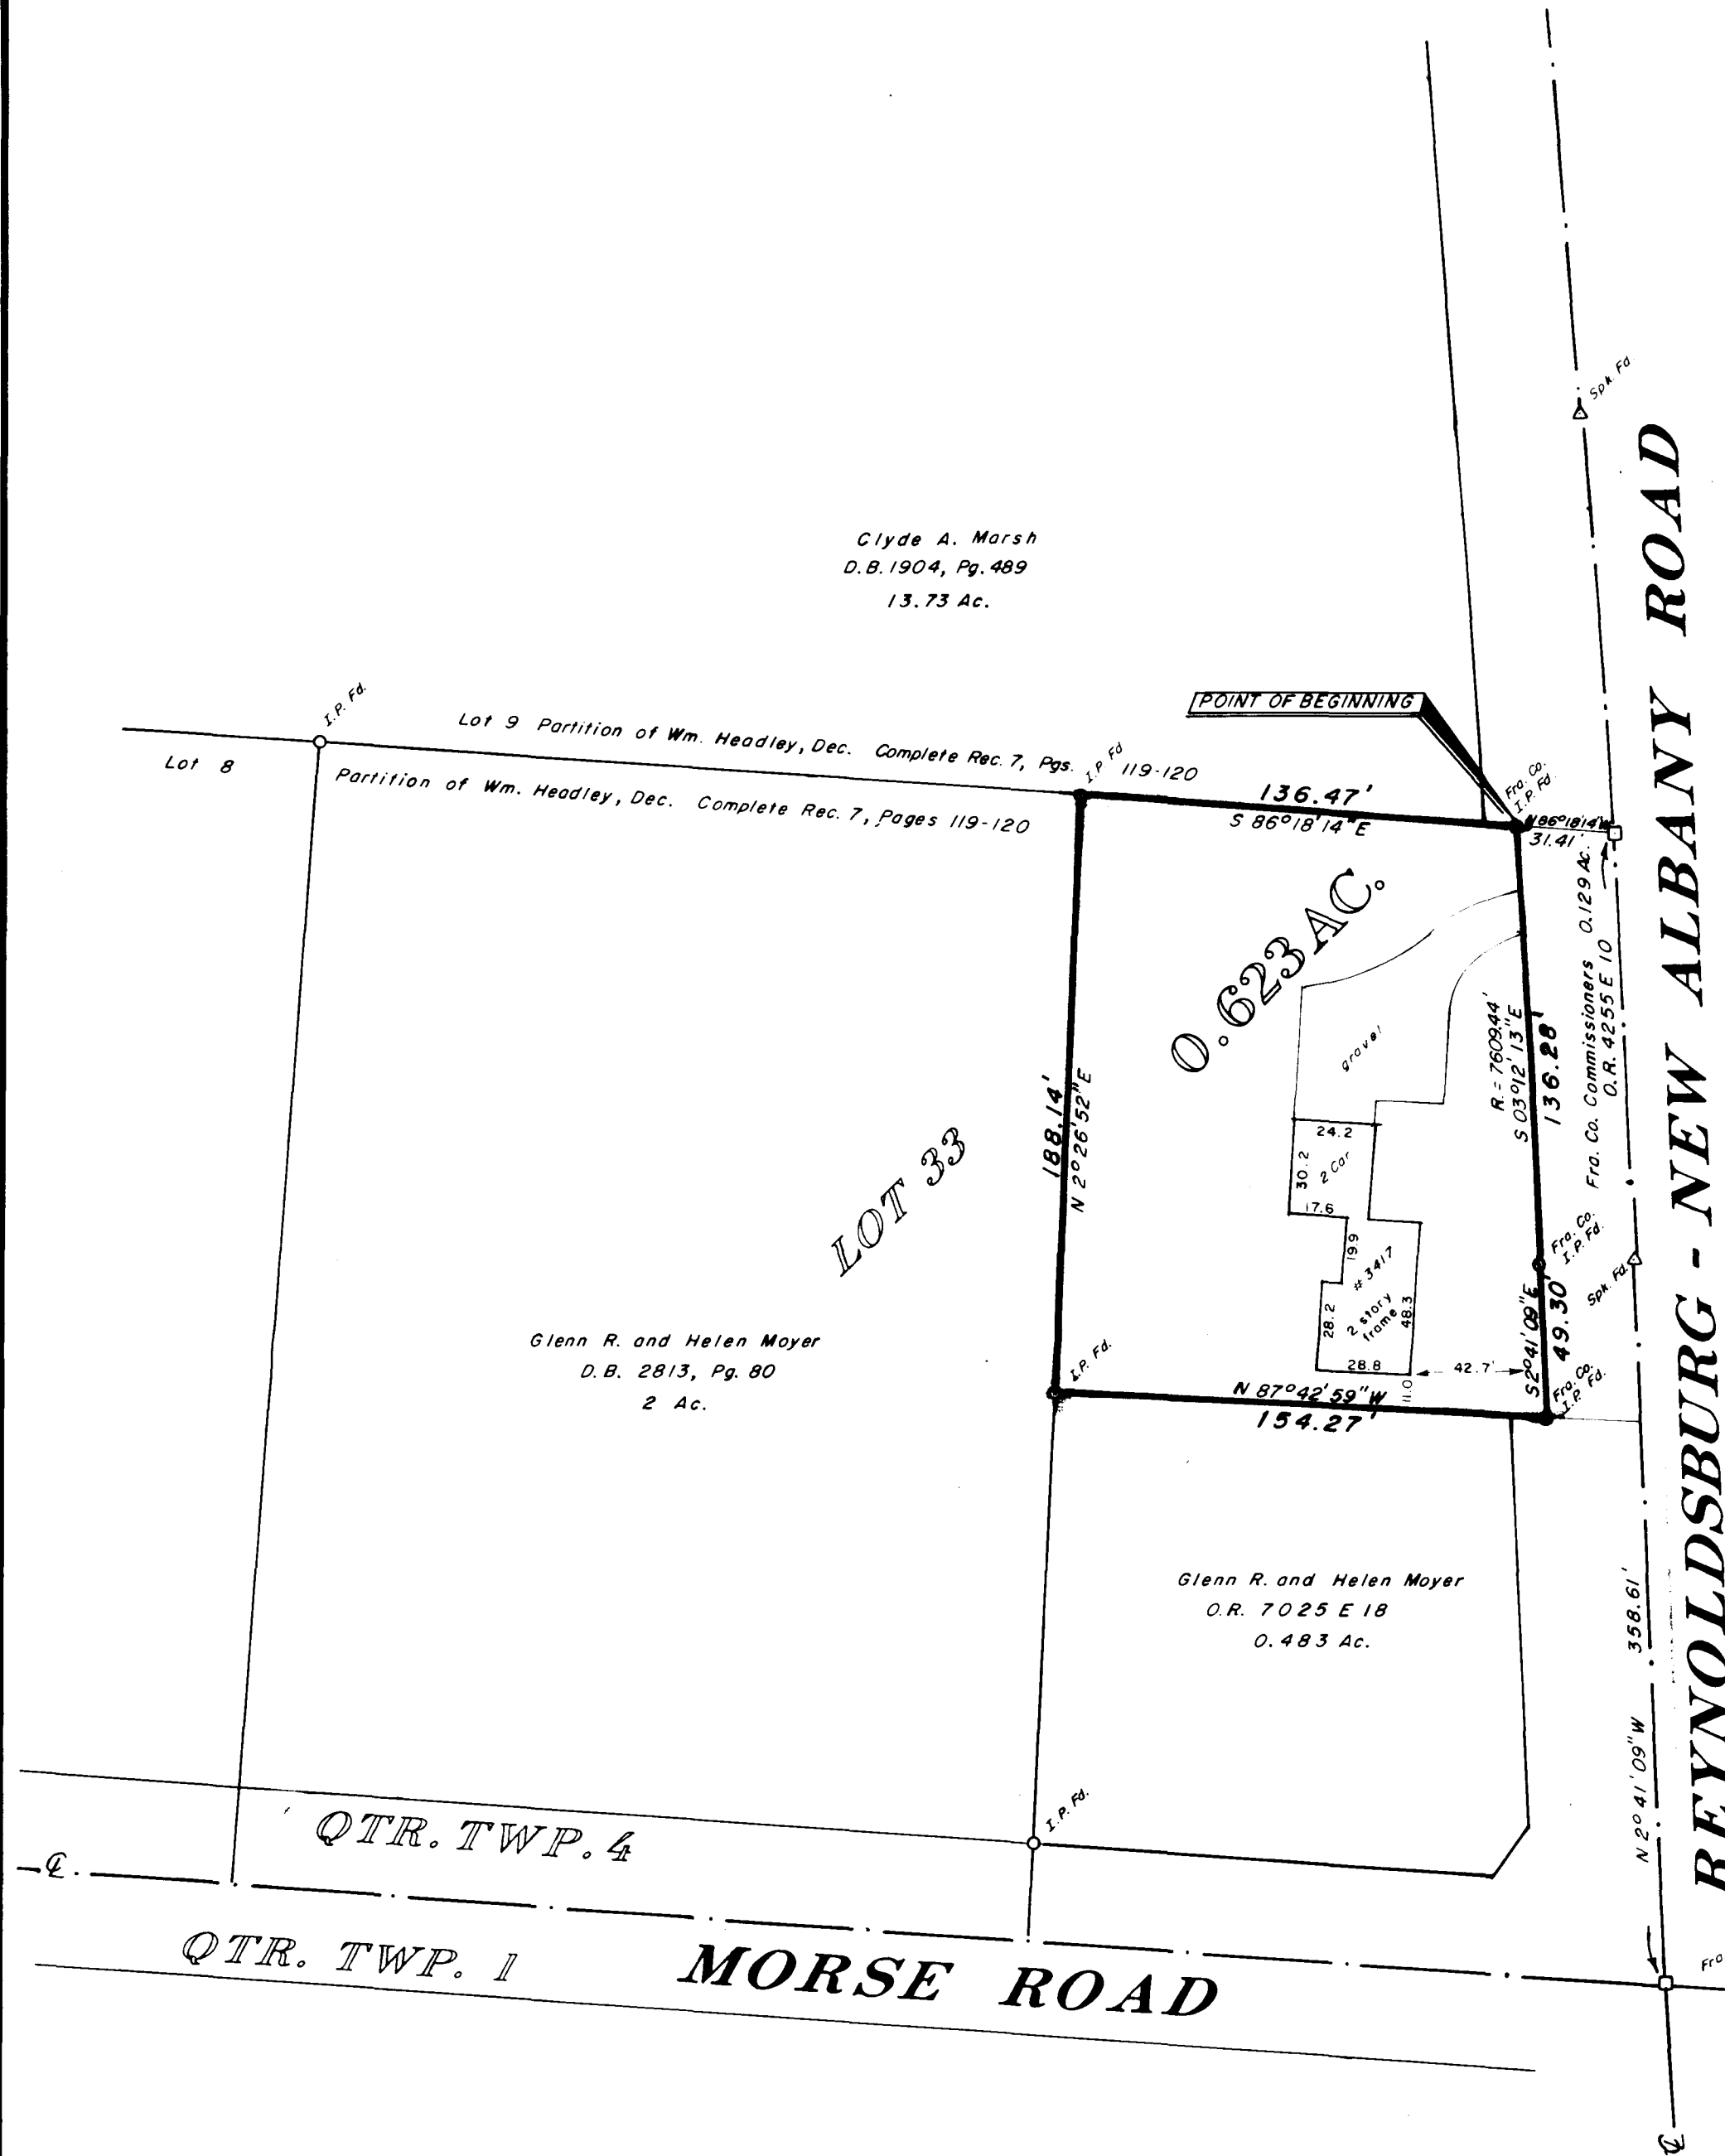 Spk. Fd
Clyde A. Marsh
D.B. 1904, Pg. 489
13.73 Ac.
POINT OF BEGINNING
I.P. Fd.
Lot 9 Partition of Wm. Headley, Dec. Complete Rec. 7, Pgs. 119-120
I.P. Fd
Lot 8
Partition of Wm. Headley, Dec. Complete Rec. 7, Pages 119-120
136.47'
S 86°18'14"E
Fra. Co.
I.P. Fd.
N86°18'14"W
31.41'
0.623 AC.
gravel
R.=7609.44'
S 03°12'13"E
136.28'
Fra. Co. Commissioners 0.129 Ac.
O.R. 4255 E 10
REYNOLDSBURG - NEW ALBANY ROAD
188.14'
N 2°26'52"E
LOT 33
24.2
30.2
2 Car
17.6
19.9
# 3417
2 story
frame
28.2
48.3
28.8
11.0
42.7'
Fra. Co.
I.P. Fd.
Spk. Fd.
S2°41'09"E
49.30'
Fra. Co.
I.P. Fd.
I.P. Fd.
N 87°42'59"W
154.27'
Glenn R. and Helen Moyer
D.B. 2813, Pg. 80
2 Ac.
Glenn R. and Helen Moyer
O.R. 7025 E 18
0.483 Ac.
N 2°41'09"W 358.61'
I.P. Fd.
QTR. TWP. 4
℄
QTR. TWP. 1
MORSE ROAD
Fra
℄